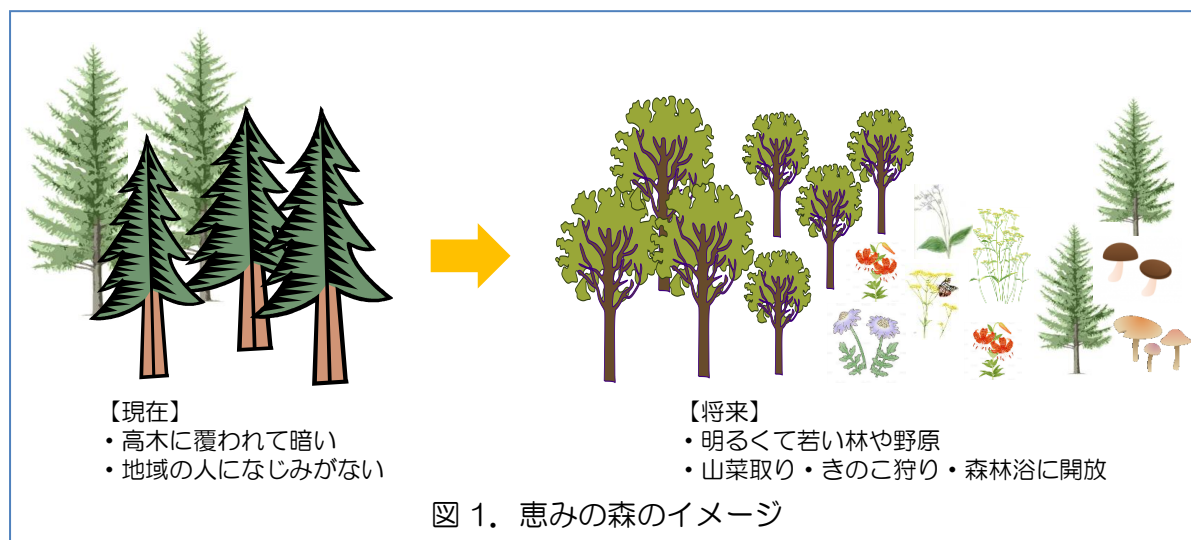 【現在】
・高木に覆われて暗い
・地域の人になじみがない
【将来】
・明るくて若い林や野原
・山菜取り・きのこ狩り・森林浴に開放
図 1. 恵みの森のイメージ